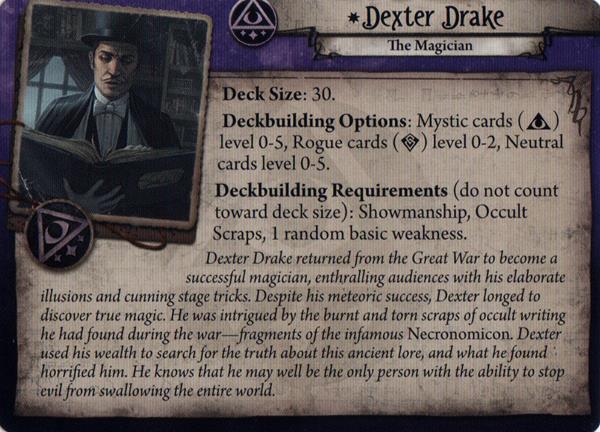 *Dexter Drake
The Magician
Deck Size: 30.
Deckbuilding Options: Mystic cards ( )
level 0-5, Rogue cards ( ) level 0-2, Neutral
cards level 0-5.
Deckbuilding Requirements (do not count
toward deck size): Showmanship, Occult
Scraps, 1 random basic weakness.
Dexter Drake returned from the Great War to become a
successful magician, enthralling audiences with his elaborate
illusions and cunning stage tricks. Despite his meteoric success, Dexter longed to
discover true magic. He was intrigued by the burnt and torn scraps of occult writing
he had found during the war—fragments of the infamous Necronomicon. Dexter
used his wealth to search for the truth about this ancient lore, and what he found
horrified him. He knows that he may well be the only person with the ability to stop
evil from swallowing the entire world.